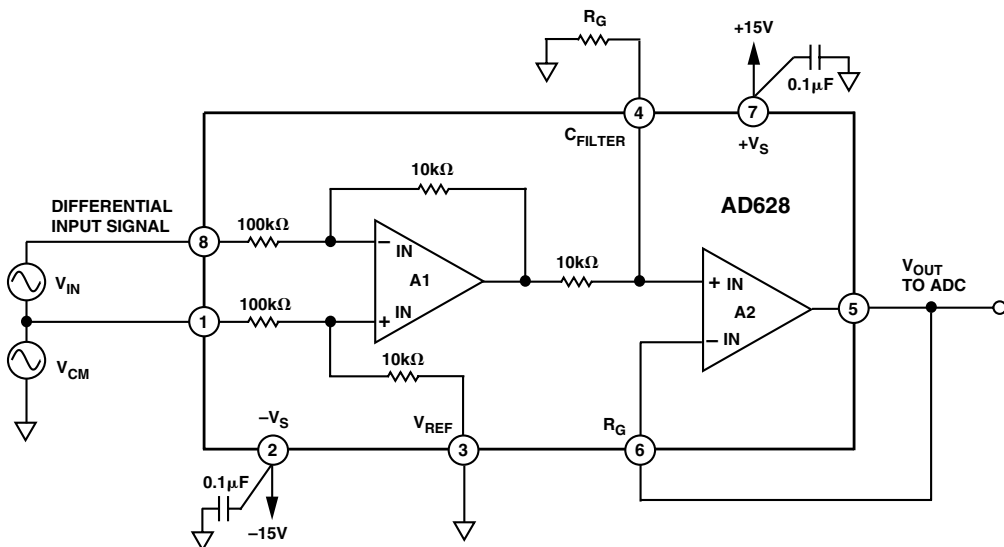 R_G
+15V
0.1µF
4
7
C_FILTER
+V_S
10kΩ
AD628
DIFFERENTIAL
INPUT SIGNAL
100kΩ
8
– IN
A1
10kΩ
+ IN
V_OUT
TO ADC
V_IN
A2
5
1
100kΩ
+ IN
– IN
10kΩ
V_CM
–V_S
V_REF
R_G
2
3
6
0.1µF
–15V